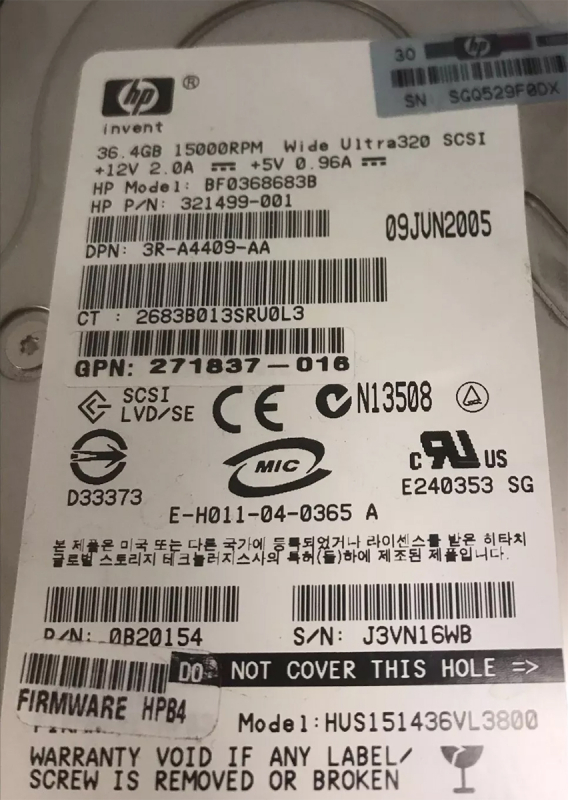 30 hp
SN SGQ529F0DX
hp ®
invent
36.4GB 15000RPM Wide Ultra320 SCSI
+12V 2.0A +5V 0.96A
HP Model: BF0368683B
HP P/N: 321499-001
09JUN2005
DPN: 3R-A4409-AA
CT : 2683B013SRU0L3
GPN: 271837-016
SCSI
LVD/SE
CE
N13508
D33373
MIC
c RU US
E240353 SG
E-H011-04-0365 A
본 제품은 미국 또는 다른 국가에 등록되었거나 라이센스를 받은 히타치
글로벌 스토리지 테크놀러지스사의 특허(들)하에 제조된 제품입니다.
P/N: 0B20154
S/N: J3VN16WB
DO NOT COVER THIS HOLE =>
FIRMWARE HPB4
Model:HUS151436VL3800
WARRANTY VOID IF ANY LABEL/
SCREW IS REMOVED OR BROKEN